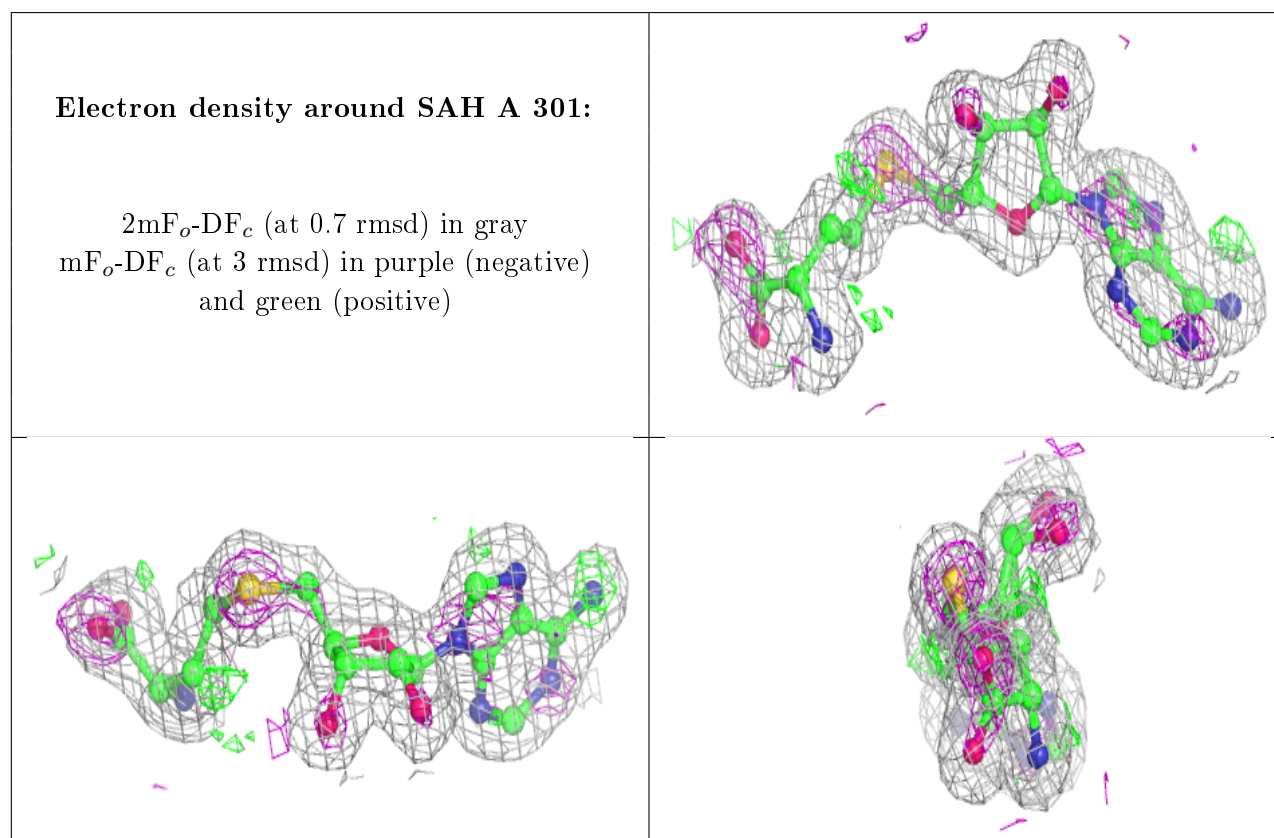 Electron density around SAH A 301:
2mFo-DFc (at 0.7 rmsd) in gray
mFo-DFc (at 3 rmsd) in purple (negative)
and green (positive)